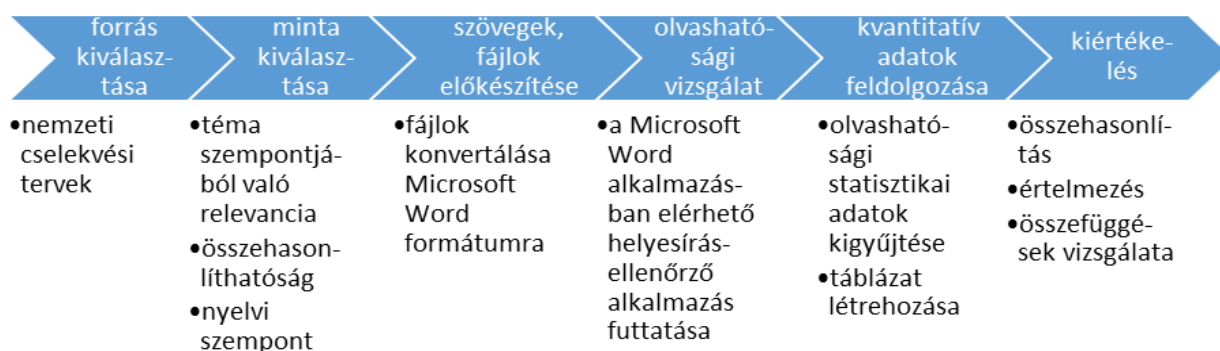 forrás
kiválasz-
tása
minta
kiválasz-
tása
szövegek,
fájlok
előkészítése
olvasható-
sági
vizsgálat
kvantitatív
adatok
feldolgozása
kiértéke-
lés
•nemzeti
cselekvési
tervek
•téma
szempontjá-
ból való
relevancia
•összehason-
líthatóság
•nyelvi
szempont
•fájlok
konvertálása
Microsoft
Word
formátumra
•a Microsoft
Word
alkalmazás-
ban elérhető
helyesírás-
ellenőrző
alkalmazás
futtatása
•olvasható-
sági
statisztikai
adatok
kigyűjtése
•táblázat
létrehozása
•összehasonlí-
tás
•értelmezés
•összefüggé-
sek vizsgálata